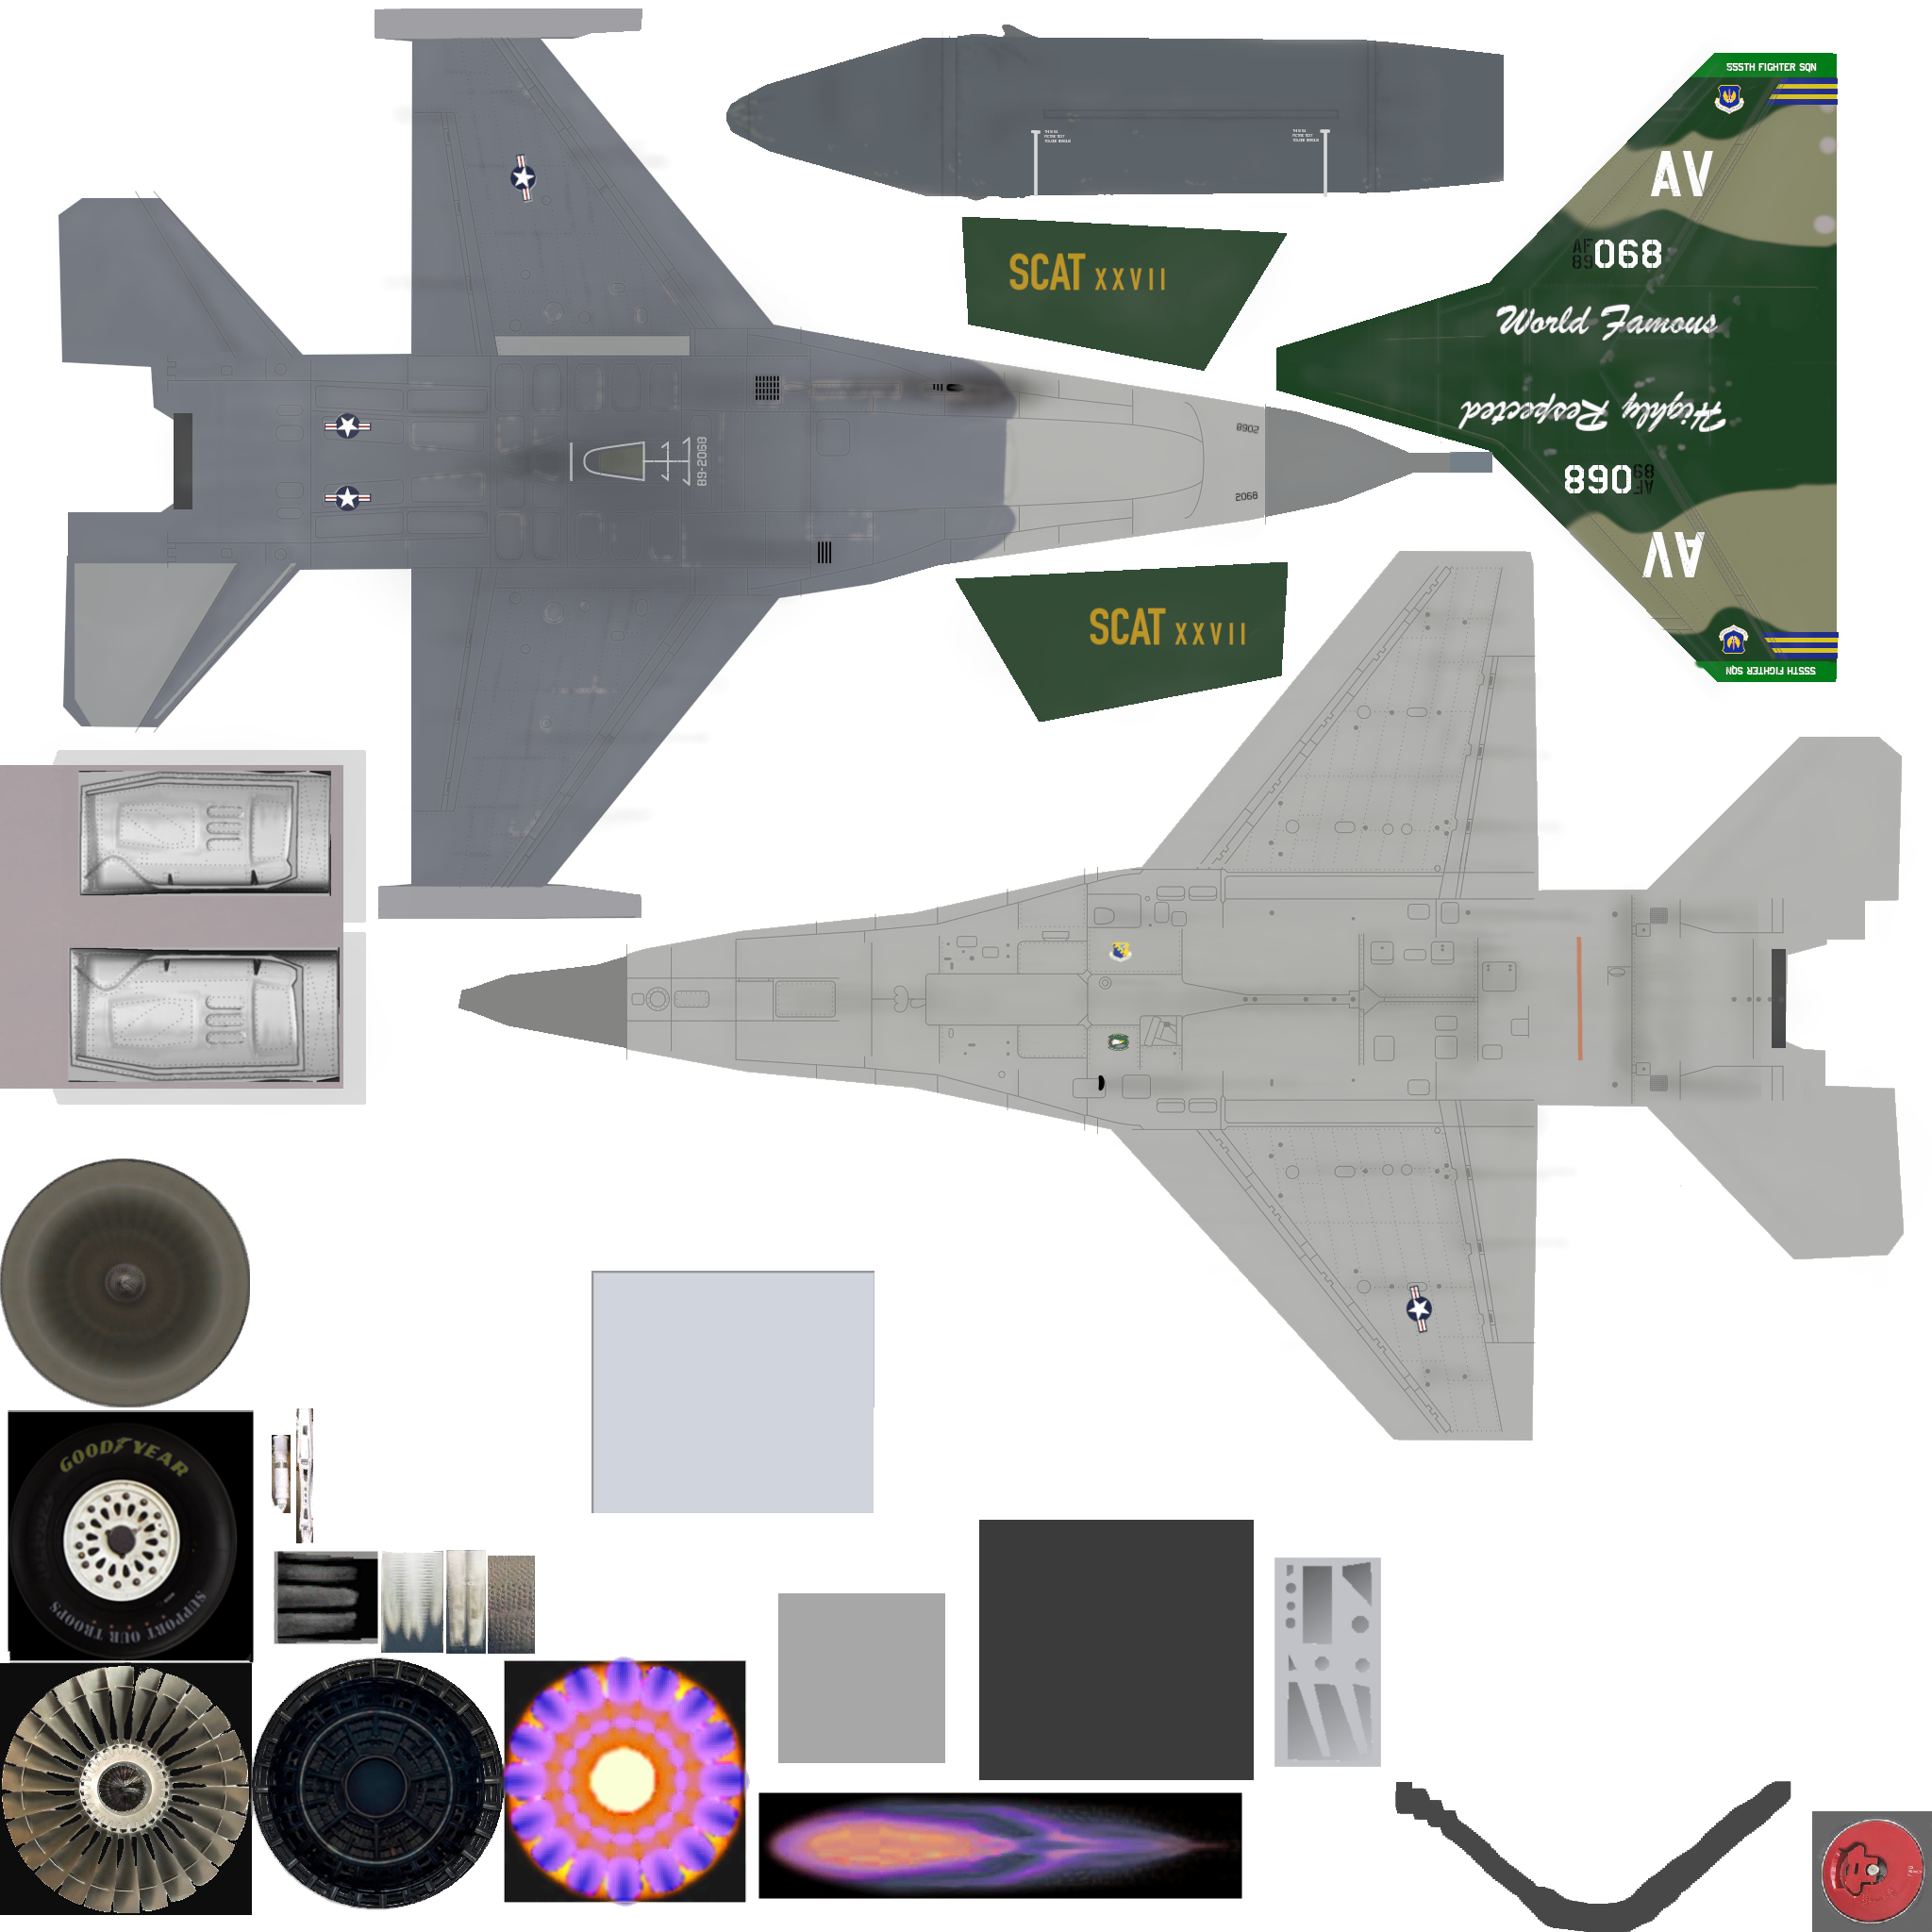 555TH FIGHTER SQN
AV
AF
89 068
SCAT XXVII
World Famous
Highly Respected
89-2068
2068
2068
AF
89 068
AV
SCAT XXVII
555TH FIGHTER SQN
GOODYEAR
SUPPORT OUR TROOPS